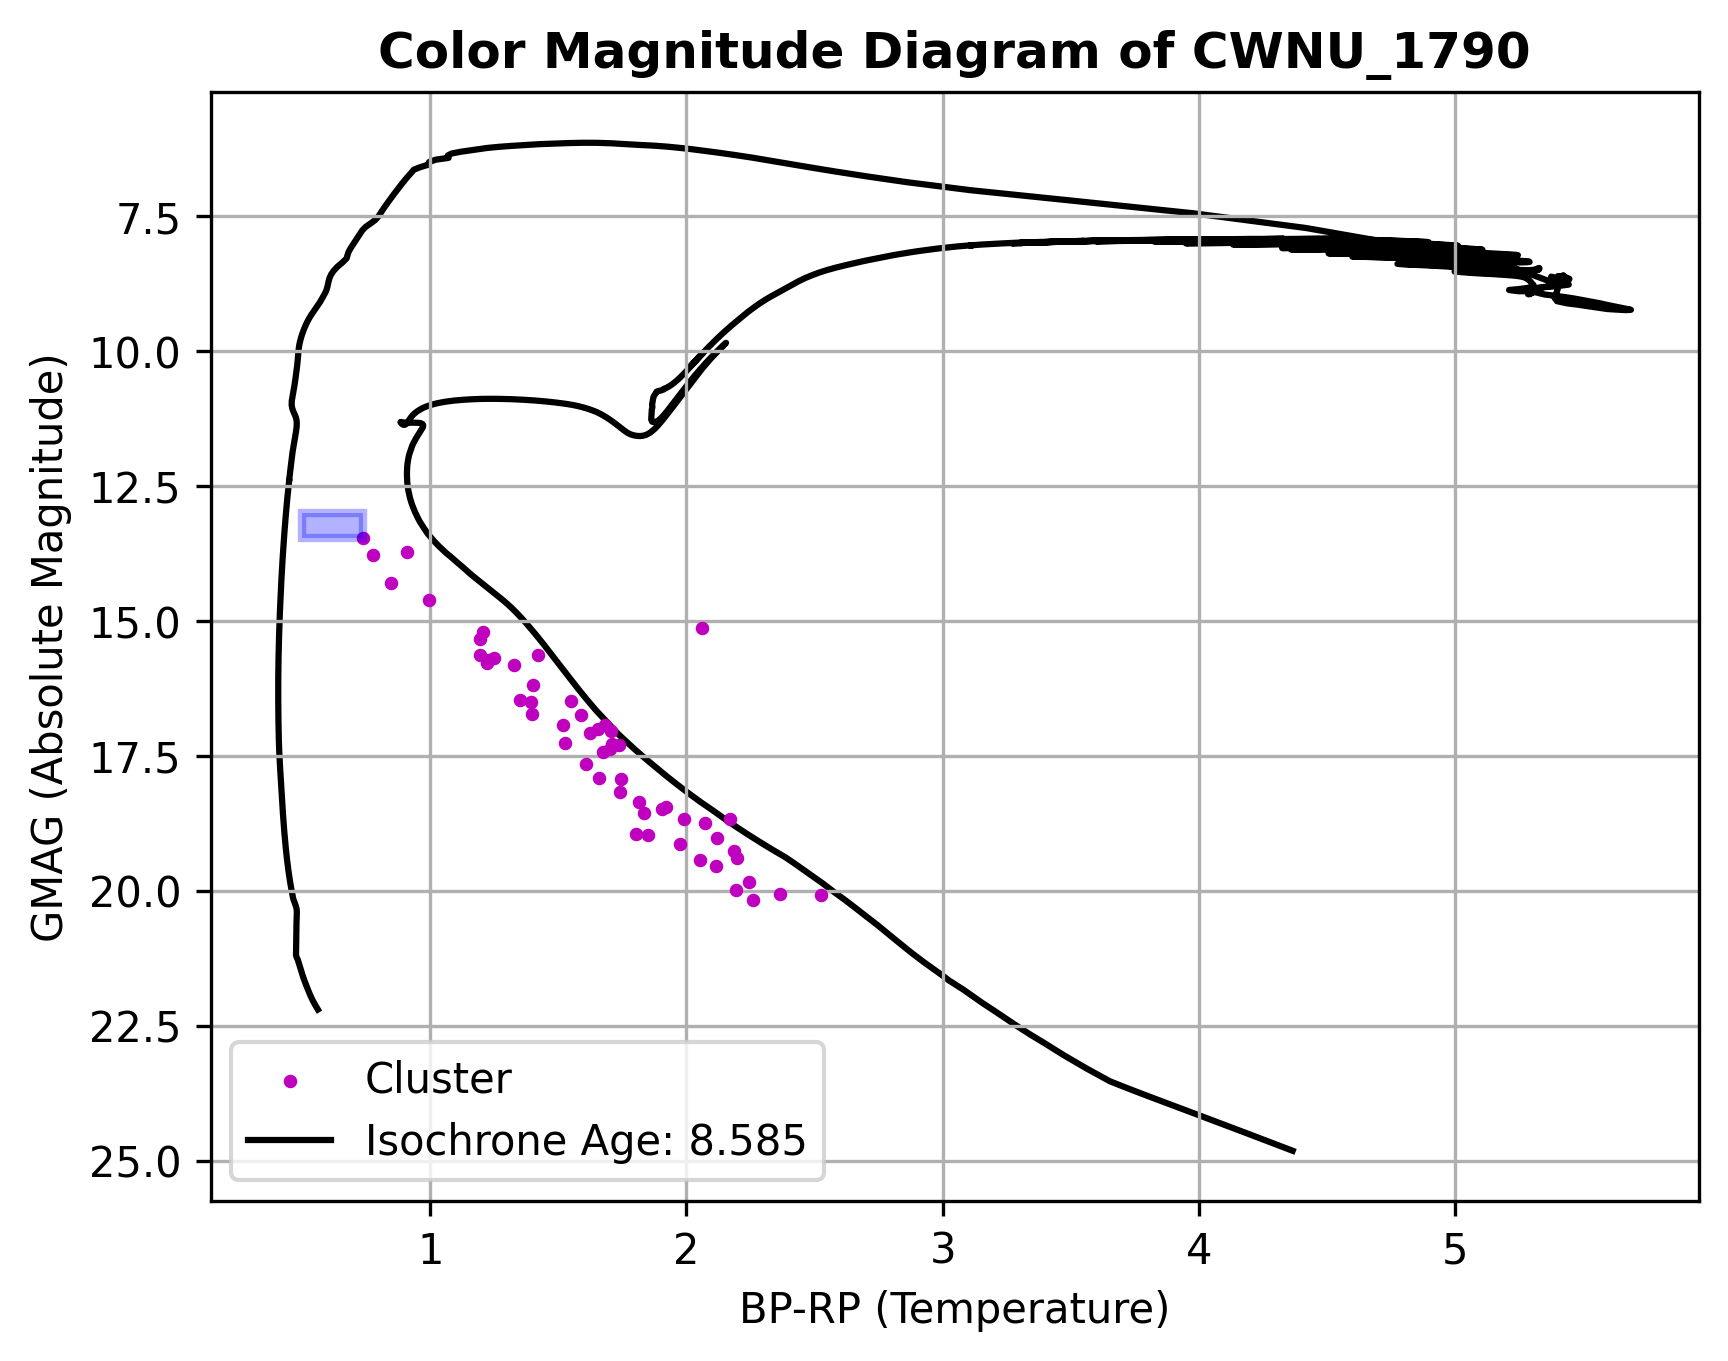 Color Magnitude Diagram of CWNU_1790
GMAG (Absolute Magnitude)
7.5
10.0
12.5
15.0
17.5
20.0
22.5
25.0
Cluster
Isochrone Age: 8.585
1
2
3
4
5
BP-RP (Temperature)